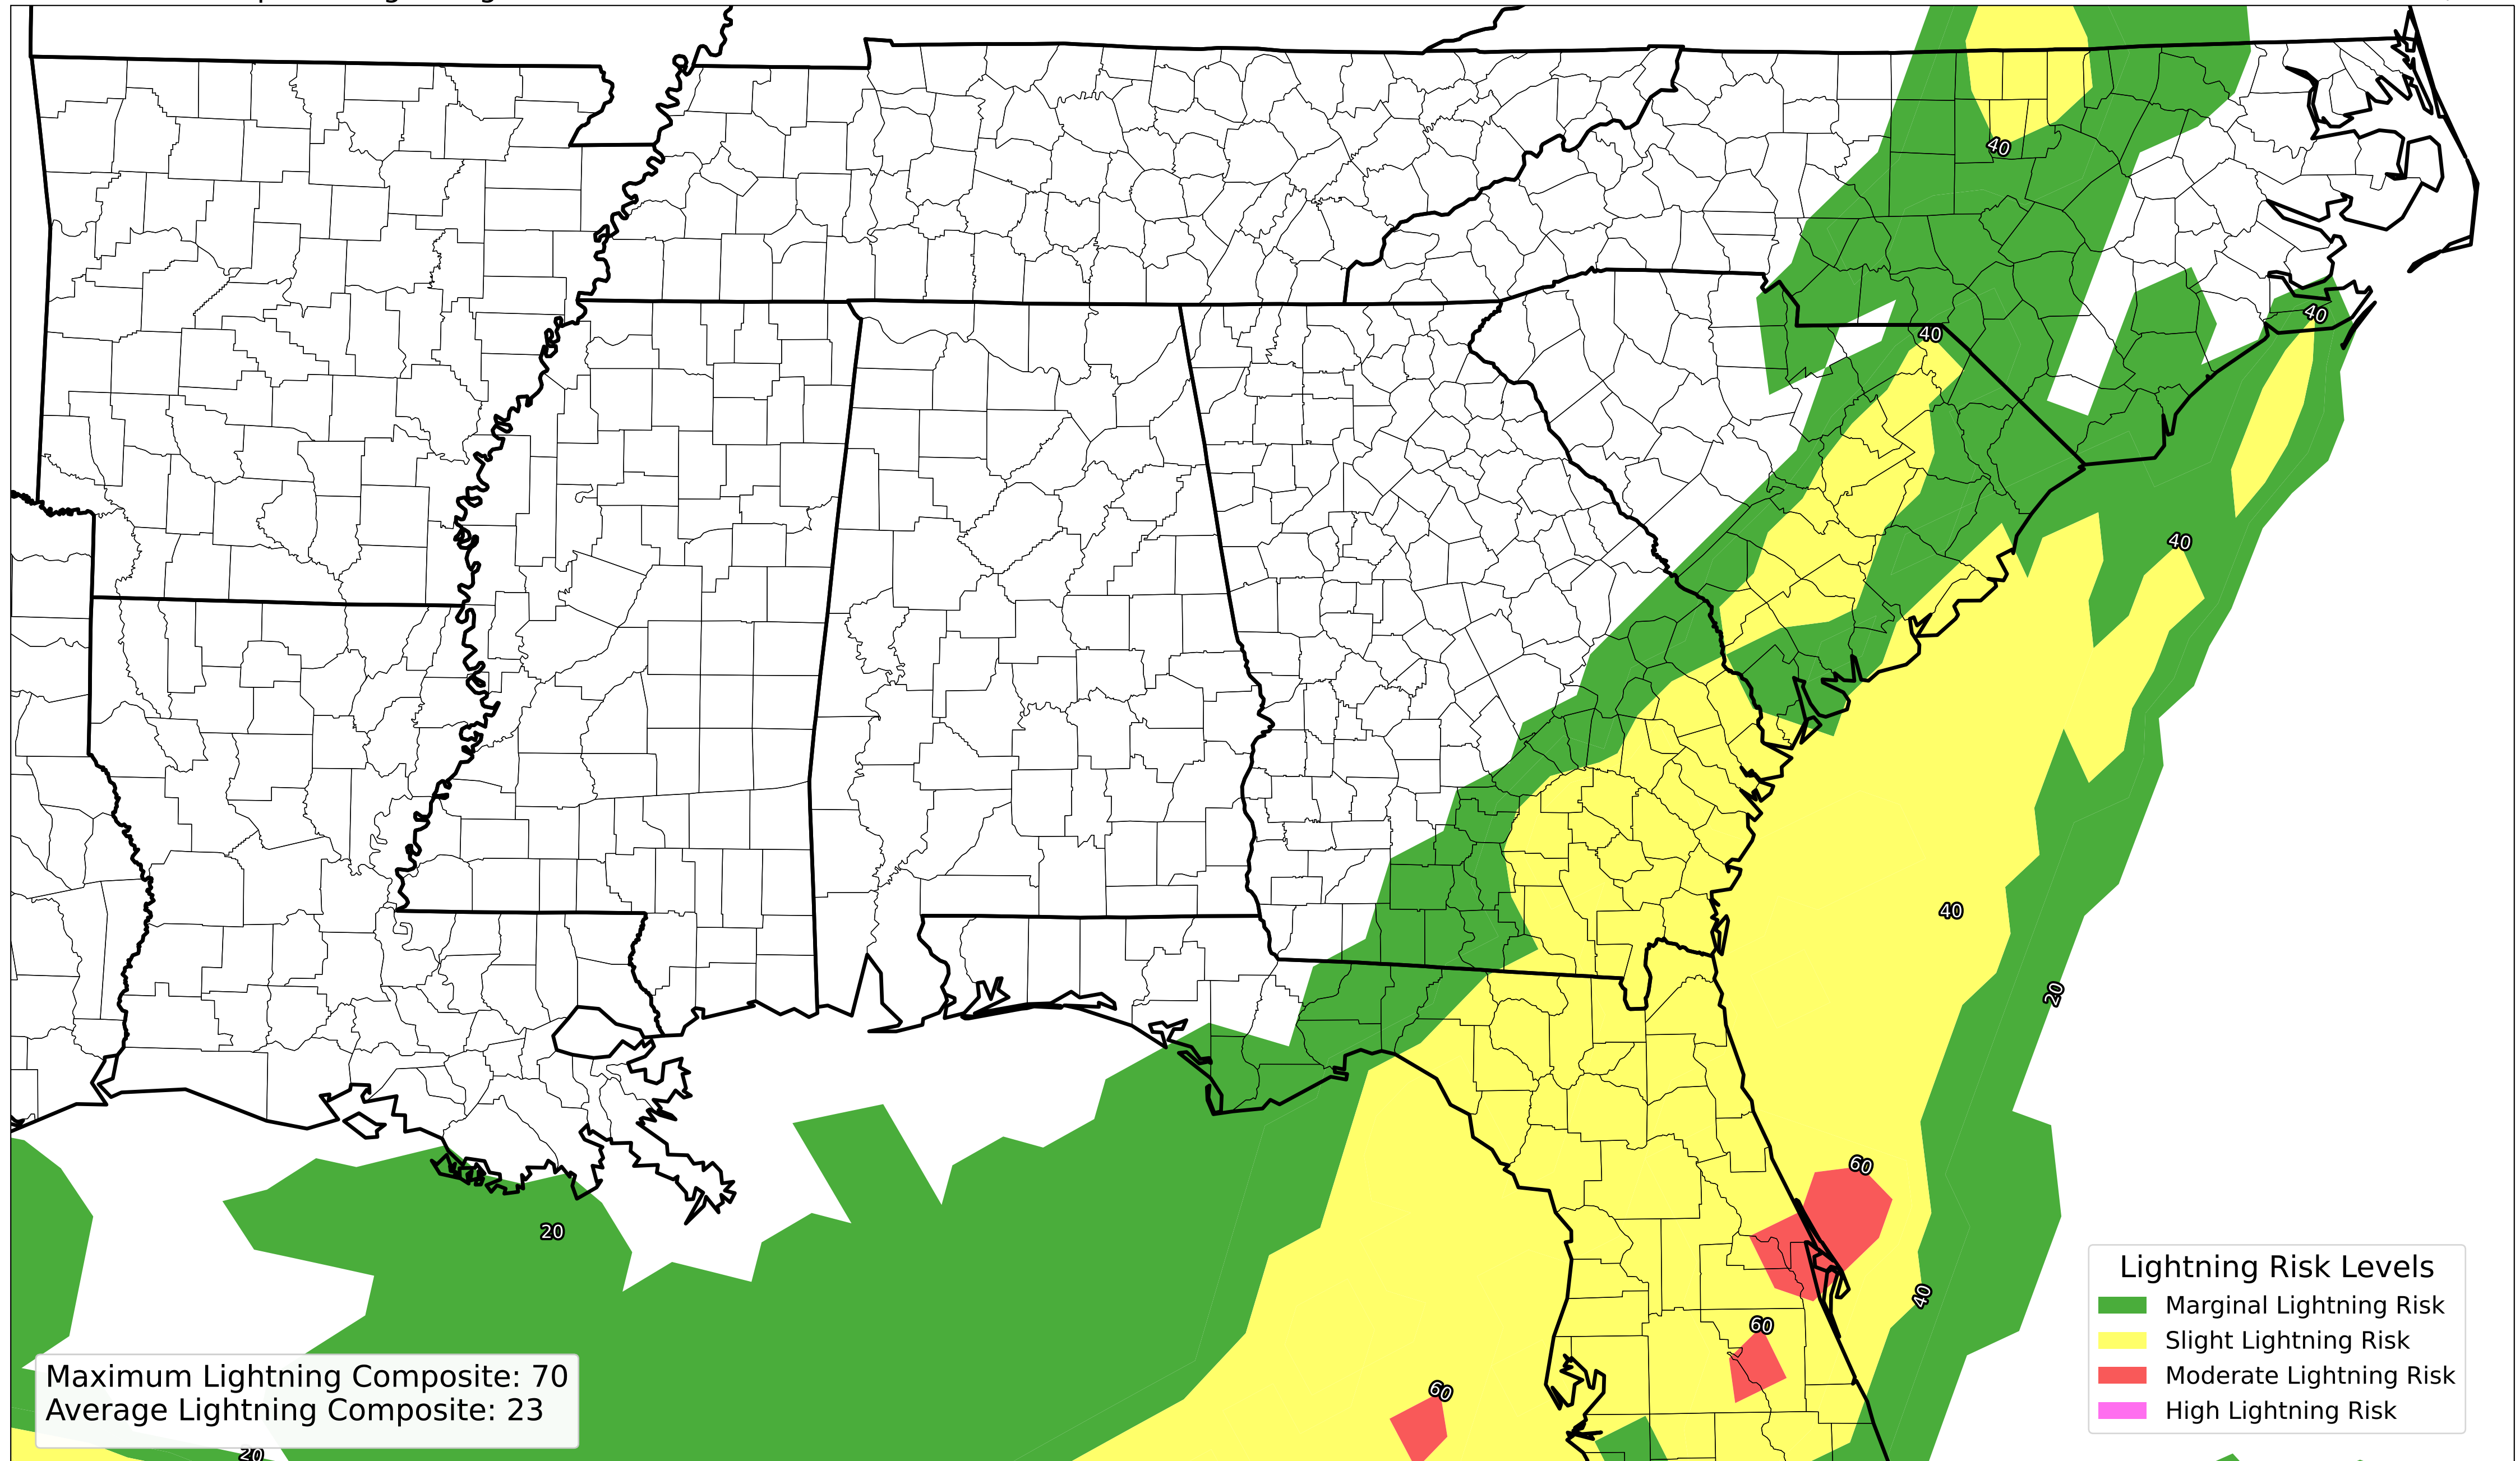 40
40
40
40
40
20
60
20
40
60
60
20
Lightning Risk Levels
Marginal Lightning Risk
Slight Lightning Risk
Moderate Lightning Risk
High Lightning Risk
Maximum Lightning Composite: 70
Average Lightning Composite: 23